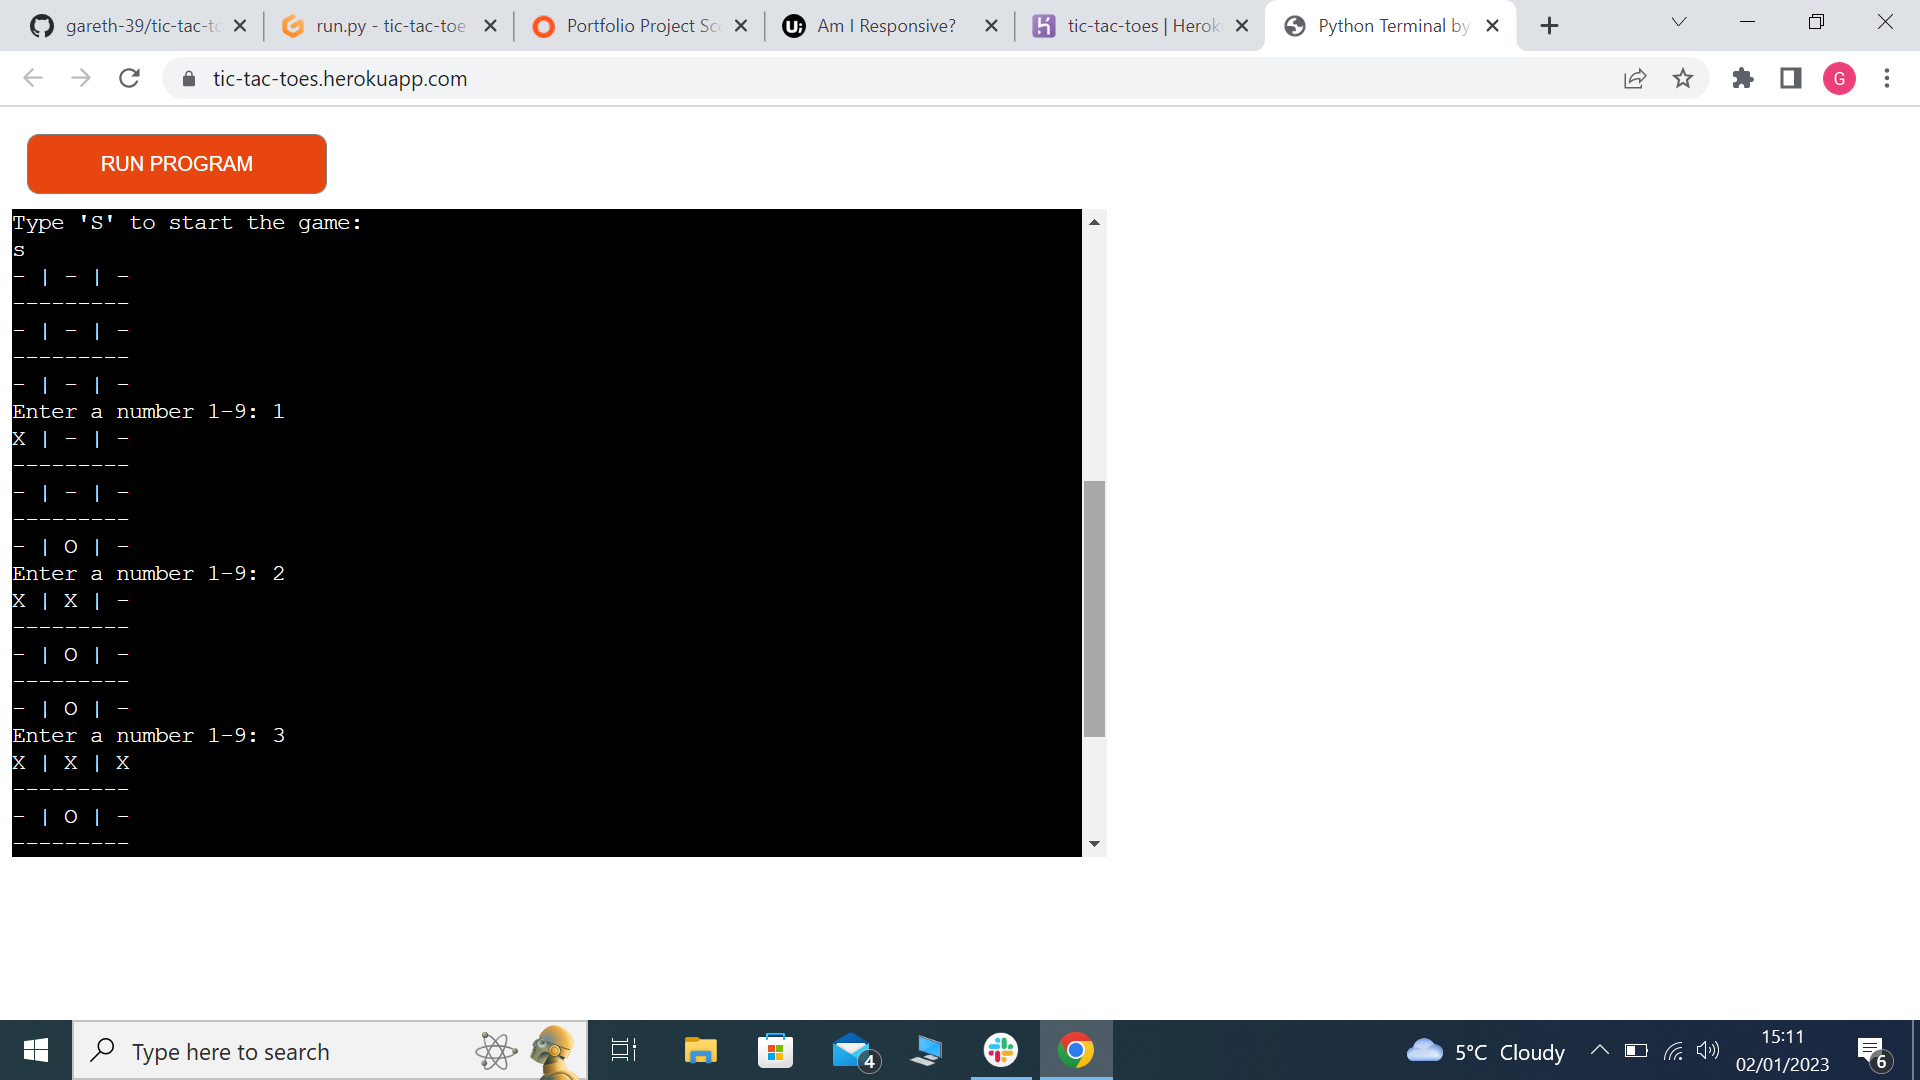 gareth-39/tic-tac-to
run.py - tic-tac-toe
Portfolio Project Sc
Am I Responsive?
tic-tac-toes | Herok
Python Terminal by
tic-tac-toes.herokuapp.com
G
RUN PROGRAM
Type 'S' to start the game:
s
- | - | -
---------
- | - | -
---------
- | - | -
Enter a number 1-9: 1
X | - | -
---------
- | - | -
---------
- | O | -
Enter a number 1-9: 2
X | X | -
---------
- | O | -
---------
- | O | -
Enter a number 1-9: 3
X | X | X
---------
- | O | -
---------
Type here to search
4
5°C Cloudy
15:11
02/01/2023
6